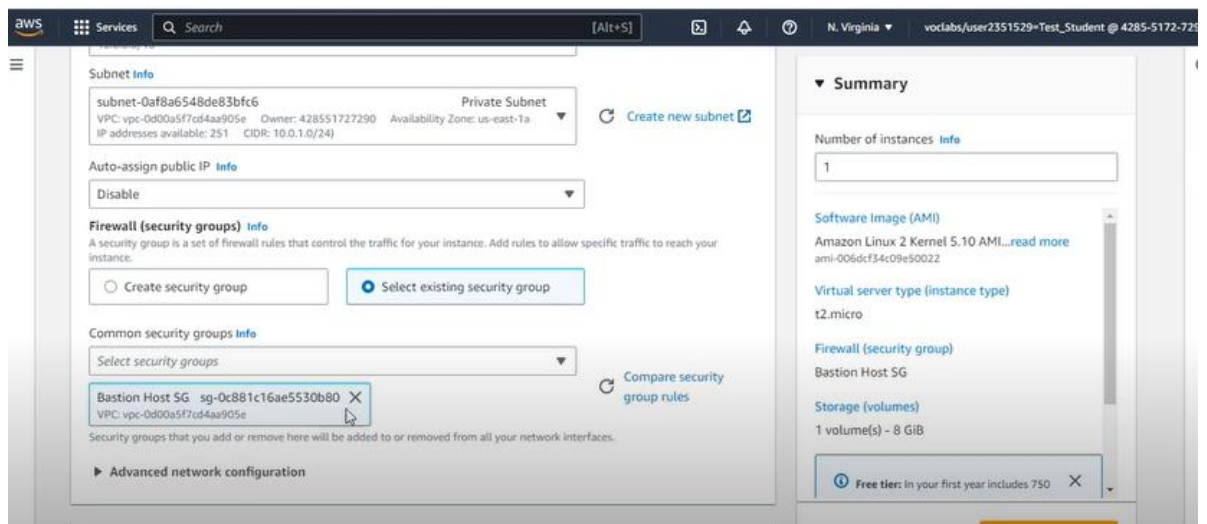 aws
Services
Search
[Alt+S]
N. Virginia
voclabs/user2351529=Test_Student @ 4285-5172-729
Subnet Info
subnet-0af8a6548de83bfc6 Private Subnet
VPC: vpc-0d00a5f7cd4aa905e Owner: 428551727290 Availability Zone: us-east-1a
IP addresses available: 251 CIDR: 10.0.1.0/24)
Create new subnet
Auto-assign public IP Info
Disable
Firewall (security groups) Info
A security group is a set of firewall rules that control the traffic for your instance. Add rules to allow specific traffic to reach your
instance.
Create security group
Select existing security group
Common security groups Info
Select security groups
Bastion Host SG sg-0c881c16ae5530b80
VPC: vpc-0d00a5f7cd4aa905e
Compare security
group rules
Security groups that you add or remove here will be added to or removed from all your network interfaces.
Advanced network configuration
Summary
Number of instances Info
1
Software Image (AMI)
Amazon Linux 2 Kernel 5.10 AMI...read more
ami-006dcf34c09e50022
Virtual server type (instance type)
t2.micro
Firewall (security group)
Bastion Host SG
Storage (volumes)
1 volume(s) - 8 GiB
Free tier: In your first year includes 750